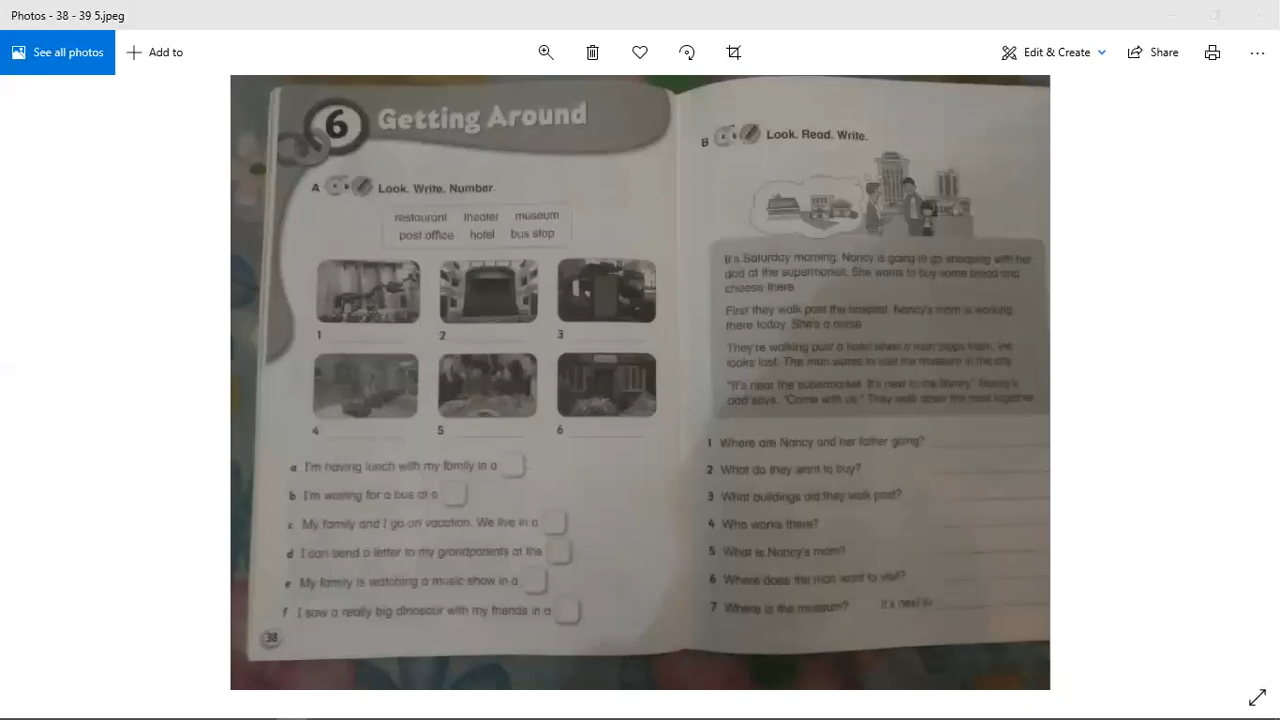 Photos - 38 - 39 5.jpeg
See all photos
Add to
Edit & Create
Share
6
Getting Around
A Look. Write. Number.
restaurant theater museum
post office hotel bus stop
1
2
3
4
5
6
a I'm having lunch with my family in a
b I'm waiting for a bus at a
c My family and I go on vacation. We live in a
d I can send a letter to my grandparents at the
e My family is watching a music show in a
f I saw a really big dinosaur with my friends in a
38
B Look. Read. Write.
It's Saturday morning. Nancy is going to go shopping with her
dad at the supermarket. She wants to buy some bread and
cheese there.
First they walk past the hospital. Nancy's mom is working
there today. She's a nurse.
They're walking past a hotel when a man stops them. He
looks lost. The man wants to visit the museum in the city.
"It's near the supermarket. It's next to the library," Nancy's
dad says. "Come with us." They walk down the road together.
1 Where are Nancy and her father going?
2 What do they want to buy?
3 What buildings did they walk past?
4 Who works there?
5 What is Nancy's mom?
6 Where does the man want to visit?
7 Where is the museum? It's next to